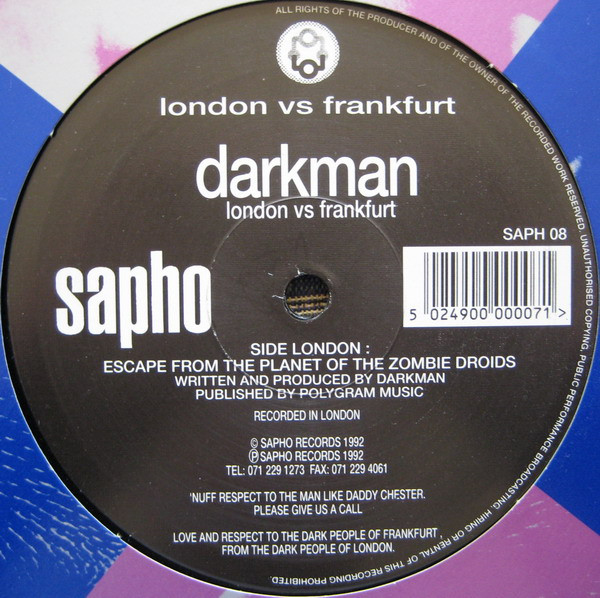 ALL RIGHTS OF THE PRODUCER AND OF THE OWNER OF THE RECORDED WORK RESERVED. UNAUTHORISED COPYING, PUBLIC PERFORMANCE BROADCASTING, HIRING OR RENTAL OF THIS RECORDING PROHIBITED.
london vs frankfurt
darkman
london vs frankfurt
SAPH 08
sapho
5 024900 000071 >
SIDE LONDON :
ESCAPE FROM THE PLANET OF THE ZOMBIE DROIDS
WRITTEN AND PRODUCED BY DARKMAN
PUBLISHED BY POLYGRAM MUSIC
RECORDED IN LONDON
© SAPHO RECORDS 1992
℗ SAPHO RECORDS 1992
TEL: 071 229 1273 FAX: 071 229 4061
'NUFF RESPECT TO THE MAN LIKE DADDY CHESTER.
PLEASE GIVE US A CALL
LOVE AND RESPECT TO THE DARK PEOPLE OF FRANKFURT ,
FROM THE DARK PEOPLE OF LONDON.